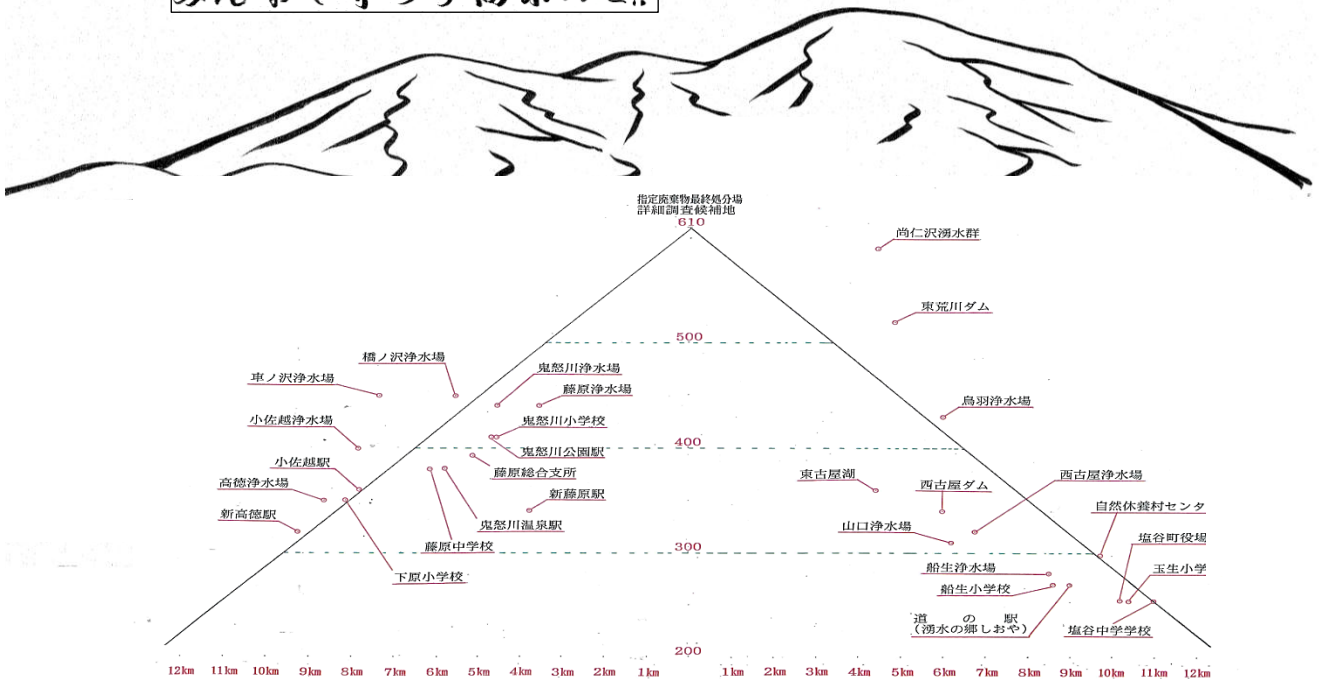 指定廃棄物最終処分場
詳細調査候補地
610
尚仁沢湧水群
東荒川ダム
500
橋ノ沢浄水場
鬼怒川浄水場
車ノ沢浄水場
藤原浄水場
鳥羽浄水場
小佐越浄水場
鬼怒川小学校
400
鬼怒川公園駅
小佐越駅
藤原総合支所
東古屋湖
西古屋浄水場
高徳浄水場
新藤原駅
西古屋ダム
自然休養村センタ
新高徳駅
鬼怒川温泉駅
山口浄水場
塩谷町役場
藤原中学校
300
下原小学校
船生浄水場
玉生小学
船生小学校
道の駅
(湧水の郷しおや)
塩谷中学学校
200
12km 11km 10km 9km 8km 7km 6km 5km 4km 3km 2km 1km 1km 2km 3km 4km 5km 6km 7km 8km 9km 10km 11km 12km